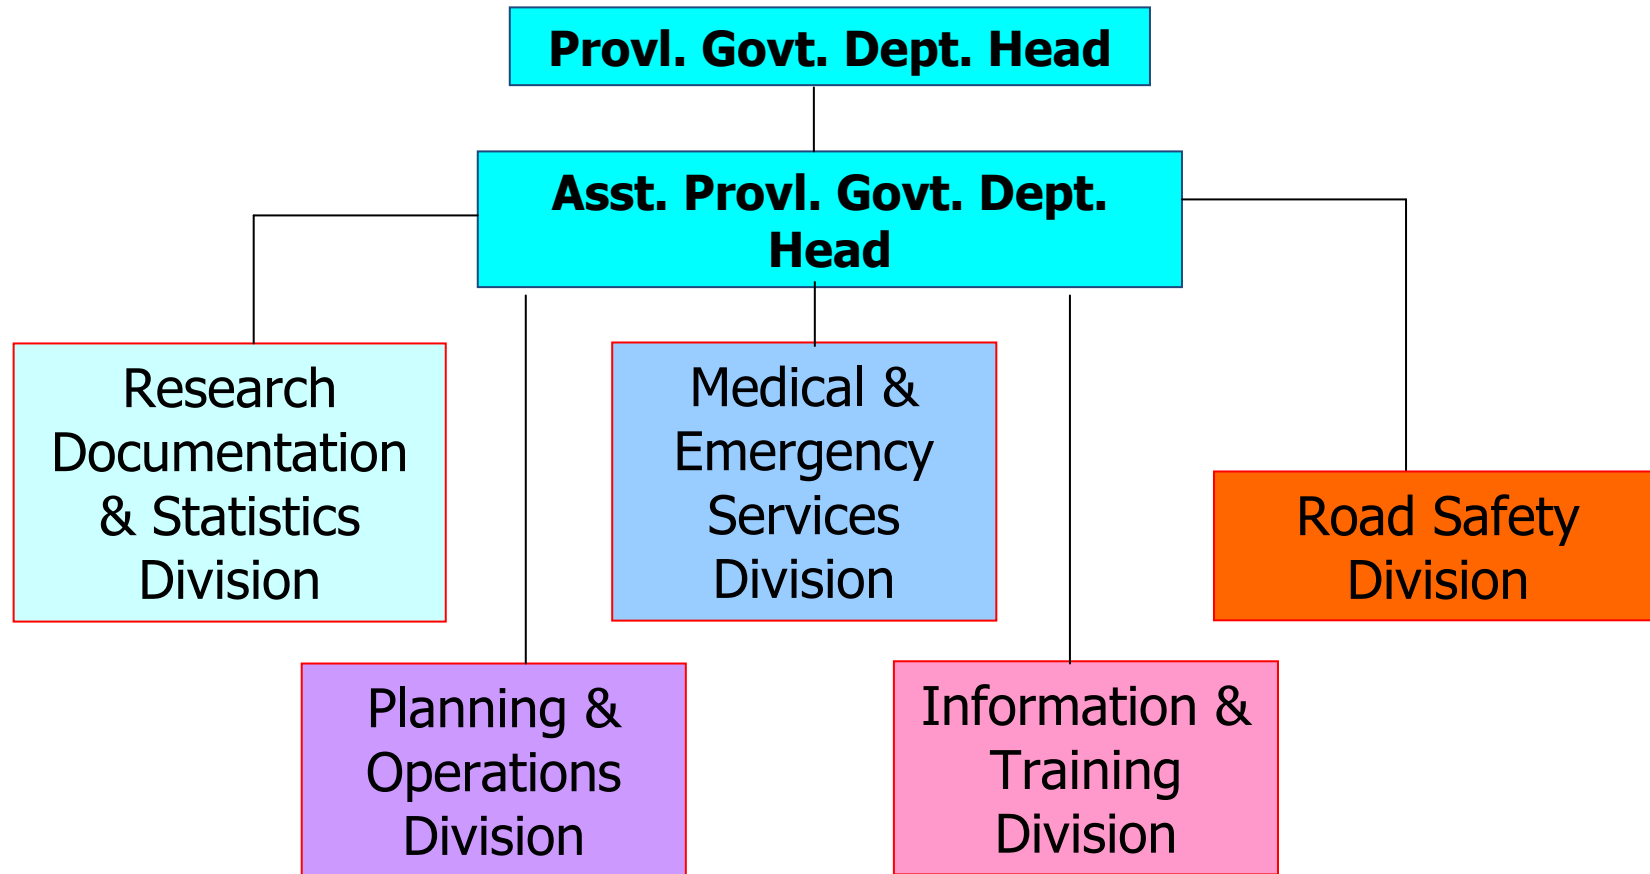 Provl. Govt. Dept. Head
Asst. Provl. Govt. Dept.
Head
Research
Documentation
& Statistics
Division
Medical &
Emergency
Services
Division
Road Safety
Division
Planning &
Operations
Division
Information &
Training
Division